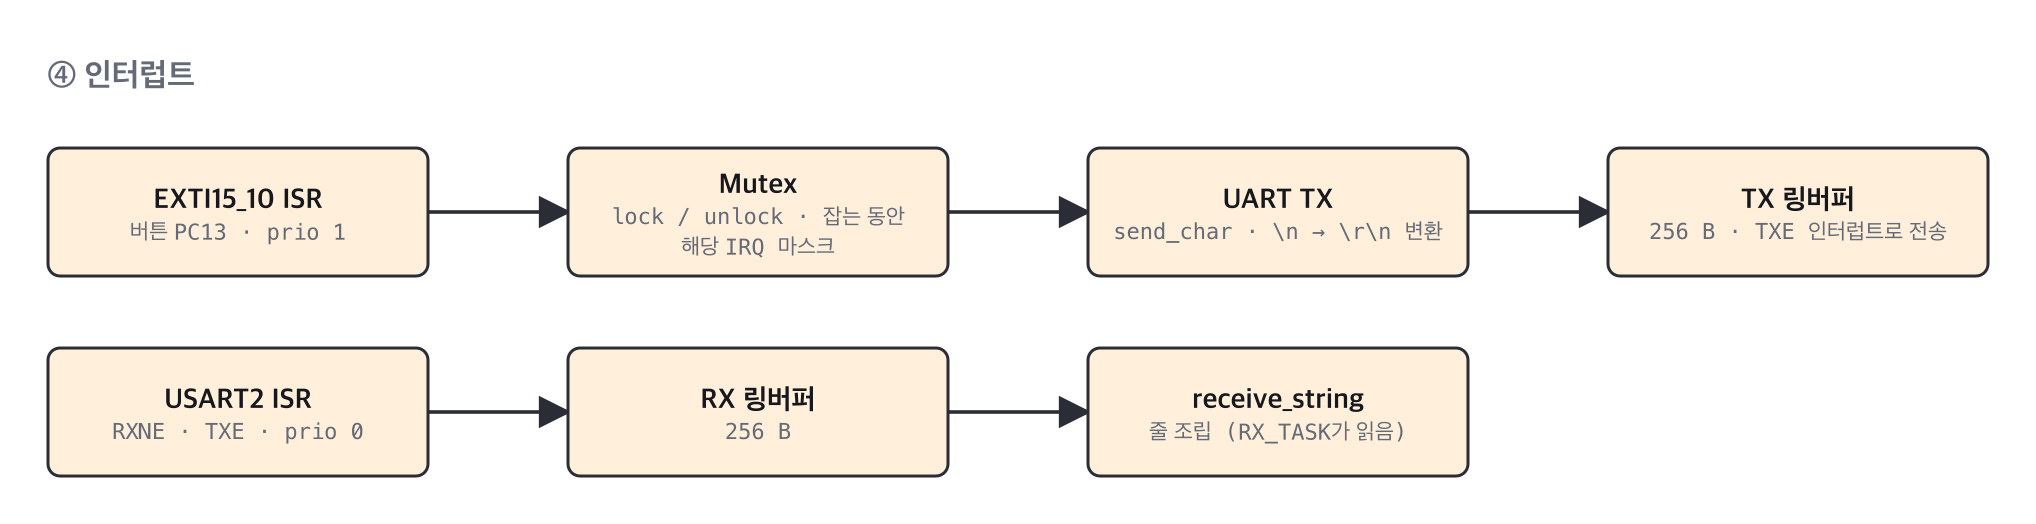 ④ 인터럽트
EXTI15_10 ISR
버튼 PC13 · prio 1
Mutex
lock / unlock · 잡는 동안
해당 IRQ 마스크
UART TX
send_char · \n → \r\n 변환
TX 링버퍼
256 B · TXE 인터럽트로 전송
USART2 ISR
RXNE · TXE · prio 0
RX 링버퍼
256 B
receive_string
줄 조립 (RX_TASK가 읽음)